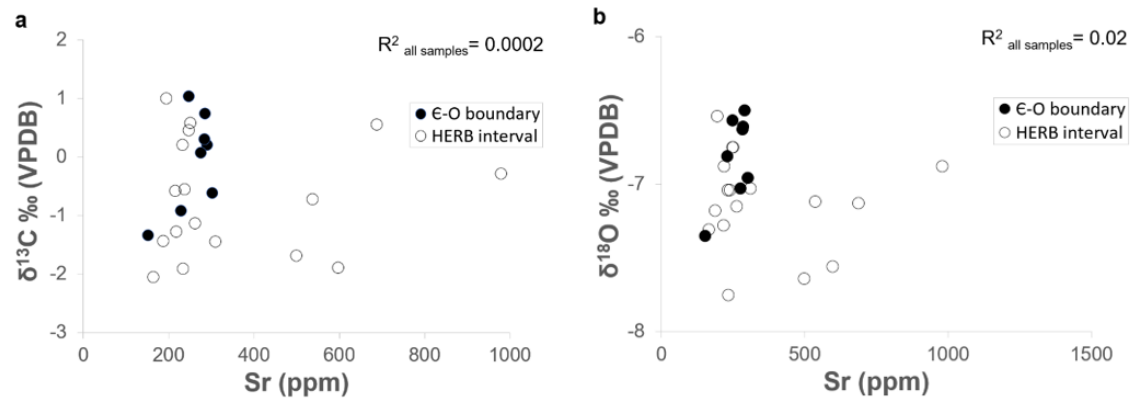 a
R² all samples= 0.0002
Є-O boundary
HERB interval
2
1
0
-1
-2
-3
δ¹³C ‰ (VPDB)
0
200
400
600
800
1000
Sr (ppm)
b
R² all samples= 0.02
Є-O boundary
HERB interval
-6
-7
-8
δ¹⁸O ‰ (VPDB)
0
500
1000
1500
Sr (ppm)